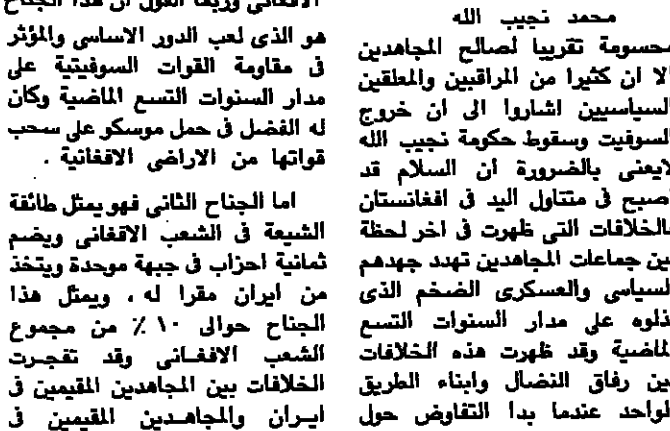 محمد نجيب الله
محسومة تقريبا لصالح المجاهدين
الا ان كثيرا من المراقبين والمعلقين
السياسيين اشاروا الى ان خروج
السوفيت وسقوط حكومة نجيب الله
لايعنى بالضرورة ان السلام قد
اصبح فى متناول اليد فى افغانستان
فالخلافات التى ظهرت فى اخر لحظة
بين جماعات المجاهدين تهدد جهدهم
السياسى والعسكرى الضخم الذى
بذلوه على مدار السنوات التسع
الماضية وقد ظهرت هذه الخلافات
بين رفاق النضال وابناء الطريق
الواحد عندما بدا التفاوض حول
الافغانى وربما القول ان هذا الجناح
هو الذى لعب الدور الاساسى والمؤثر
فى مقاومة القوات السوفيتية على
مدار السنوات التسع الماضية وكان
له الفضل فى حمل موسكو على سحب
قواتها من الاراضى الافغانية .
اما الجناح الثانى فهو يمثل طائفة
الشيعة فى الشعب الافغانى ويضم
ثمانية احزاب فى جبهة موحدة ويتخذ
من ايران مقرا له ، ويمثل هذا
الجناح حوالى ١٠ ٪ من مجموع
الشعب الافغانى وقد تفجرت
الخلافات بين المجاهدين المقيمين فى
ايران والمجاهدين المقيمين فى